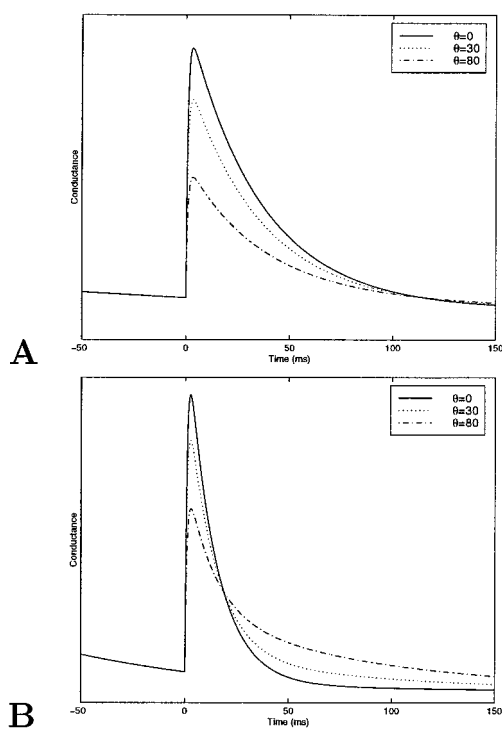 θ=0
θ=30
θ=80
Conductance
A
-50
0
50
100
150
Time (ms)
θ=0
θ=30
θ=80
Conductance
B
-50
0
50
100
150
Time (ms)